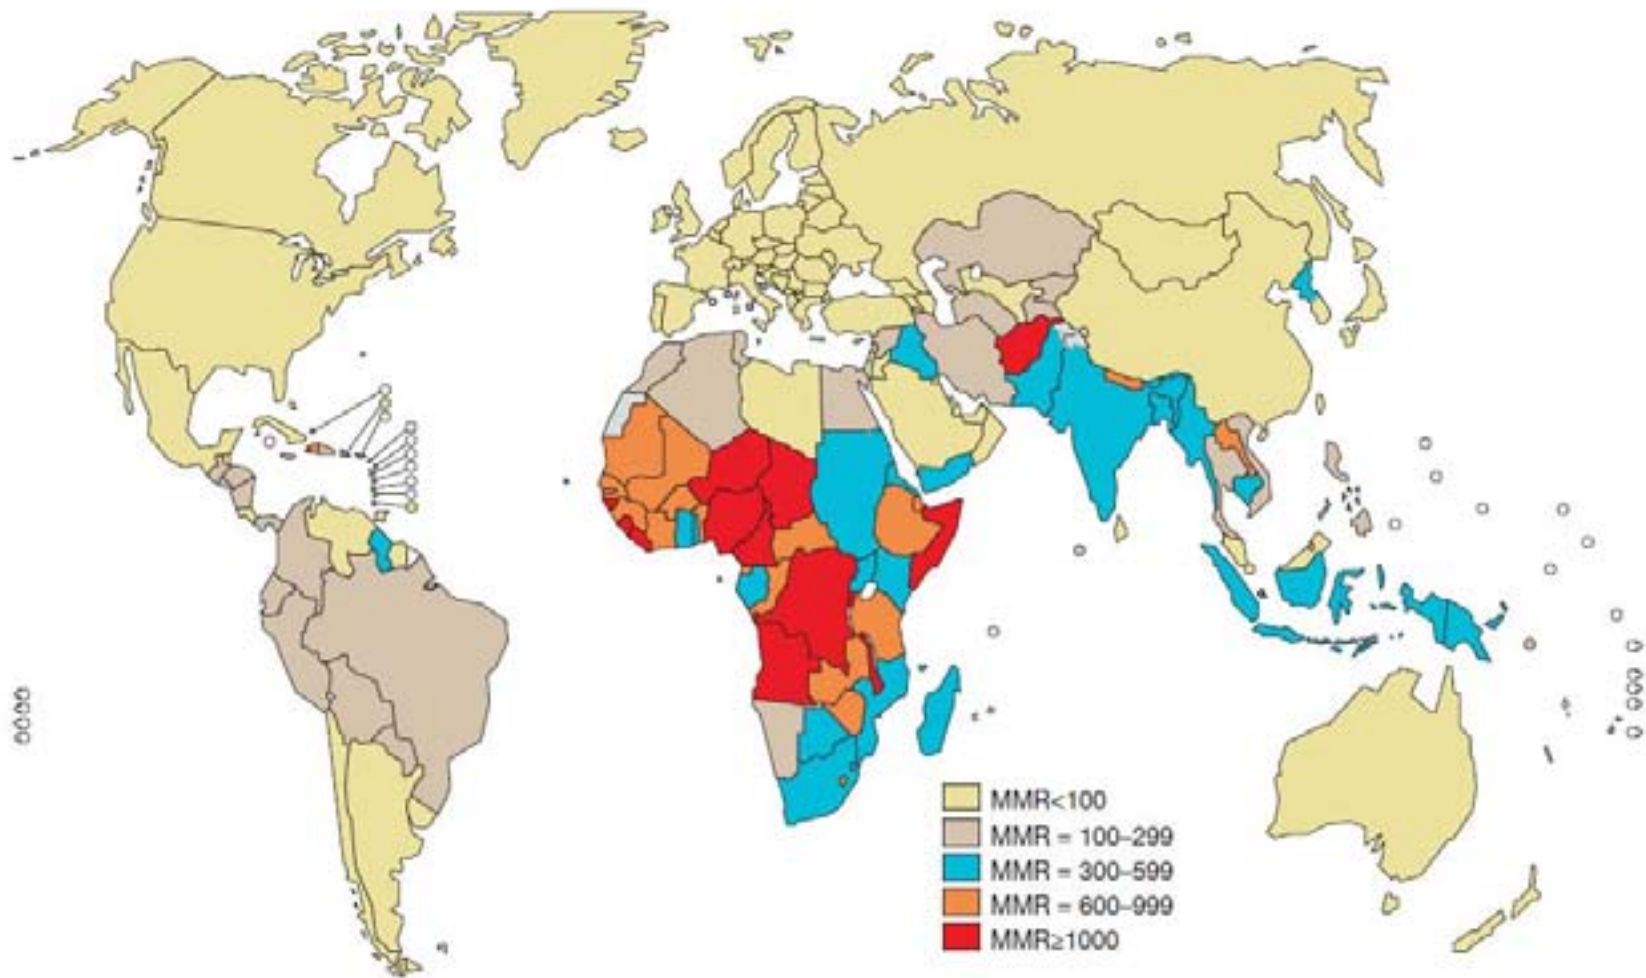 MMR<100
MMR = 100–299
MMR = 300–599
MMR = 600–999
MMR≥1000